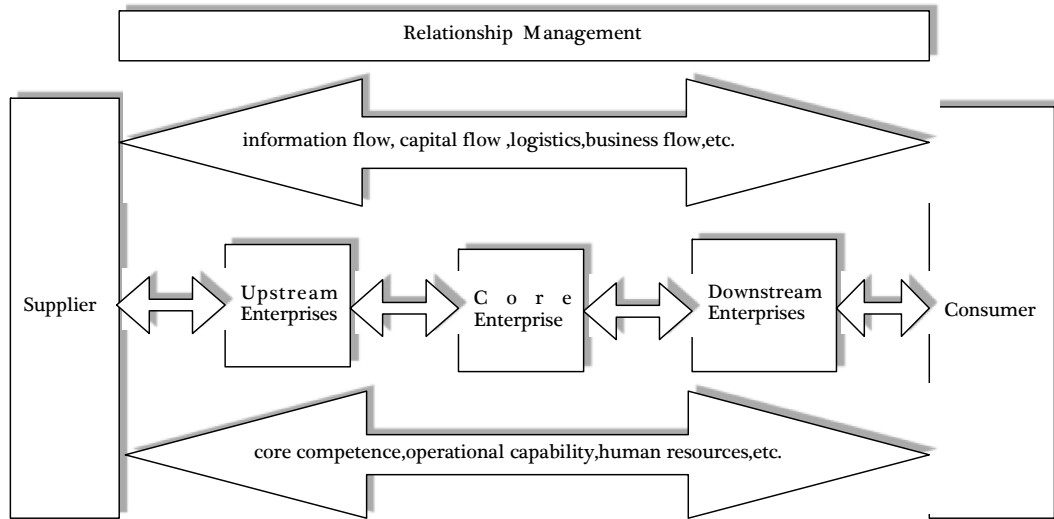 Relationship Management
information flow, capital flow ,logistics,business flow,etc.
Supplier
Upstream
Enterprises
C o r e
Enterprise
Downstream
Enterprises
Consumer
core competence,operational capability,human resources,etc.